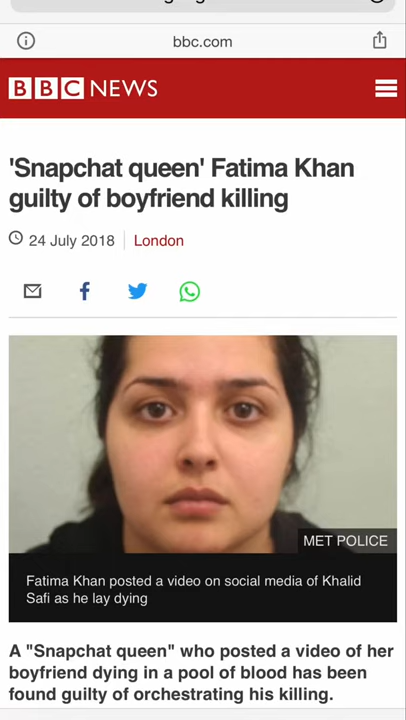 bbc.com
BBC NEWS
'Snapchat queen' Fatima Khan
guilty of boyfriend killing
24 July 2018 London
MET POLICE
Fatima Khan posted a video on social media of Khalid
Safi as he lay dying
A "Snapchat queen" who posted a video of her
boyfriend dying in a pool of blood has been
found guilty of orchestrating his killing.